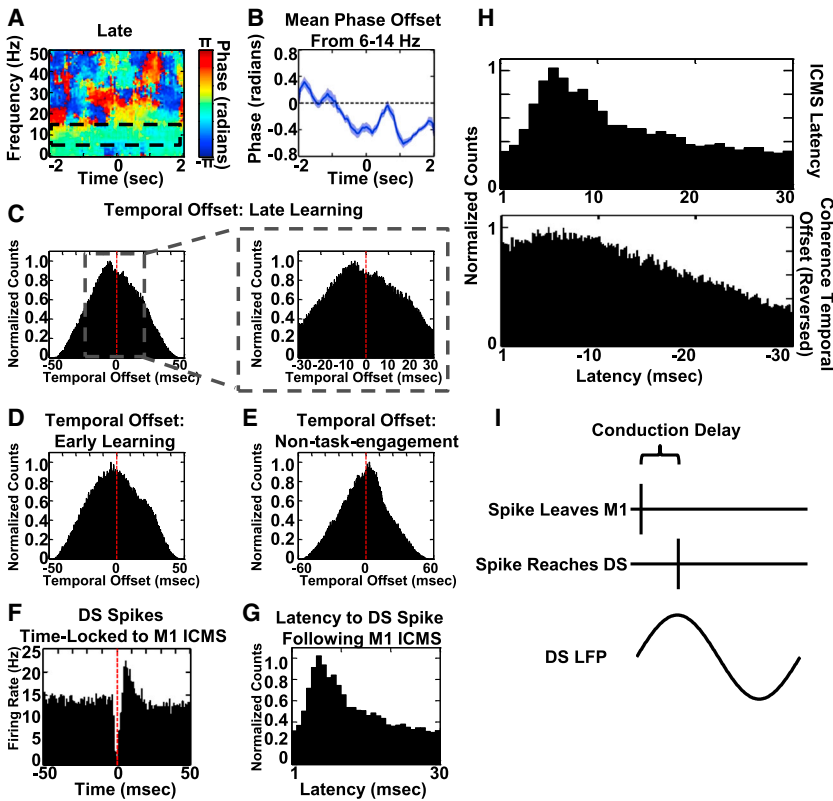 A
Late
Frequency (Hz)
50
40
30
20
10
0
-2
0
2
Time (sec)
π
-π
Phase (radians)
B
Mean Phase Offset
From 6-14 Hz
Phase (radians)
0.8
0.4
0
-0.4
-0.8
-2
0
2
Time (sec)
C
Temporal Offset: Late Learning
Normalized Counts
1.0
0.8
0.6
0.4
0.2
0
-50
0
50
Temporal Offset (msec)
Normalized Counts
1.0
0.8
0.6
0.4
0.2
0
-30 -20 -10 0 10 20 30
Temporal Offset (msec)
D
Temporal Offset:
Early Learning
Normalized Counts
1.0
0.8
0.6
0.4
0.2
0
-50
0
50
Temporal Offset (msec)
E
Temporal Offset:
Non-task-engagement
Normalized Counts
1.0
0.8
0.6
0.4
0.2
0
-60
0
60
Temporal Offset (msec)
F
DS Spikes
Time-Locked to M1 ICMS
Firing Rate (Hz)
25
20
15
10
5
0
-50
0
50
Time (msec)
G
Latency to DS Spike
Following M1 ICMS
Normalized Counts
1.0
0.8
0.6
0.4
0.2
0
1
30
Latency (msec)
H
Normalized Counts
1
0
1
10
20
30
ICMS Latency
1
0
1
-10
-20
-30
Coherence Temporal
Offset (Reversed)
Latency (msec)
I
Conduction Delay
Spike Leaves M1
Spike Reaches DS
DS LFP